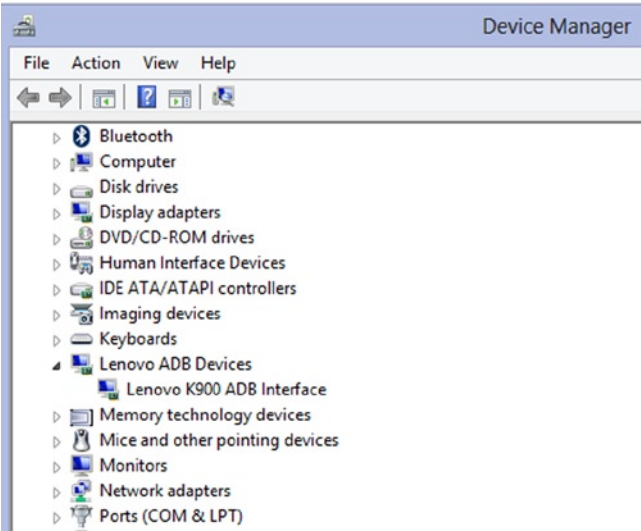 Device Manager
File Action View Help
Bluetooth
Computer
Disk drives
Display adapters
DVD/CD-ROM drives
Human Interface Devices
IDE ATA/ATAPI controllers
Imaging devices
Keyboards
Lenovo ADB Devices
Lenovo K900 ADB Interface
Memory technology devices
Mice and other pointing devices
Monitors
Network adapters
Ports (COM & LPT)